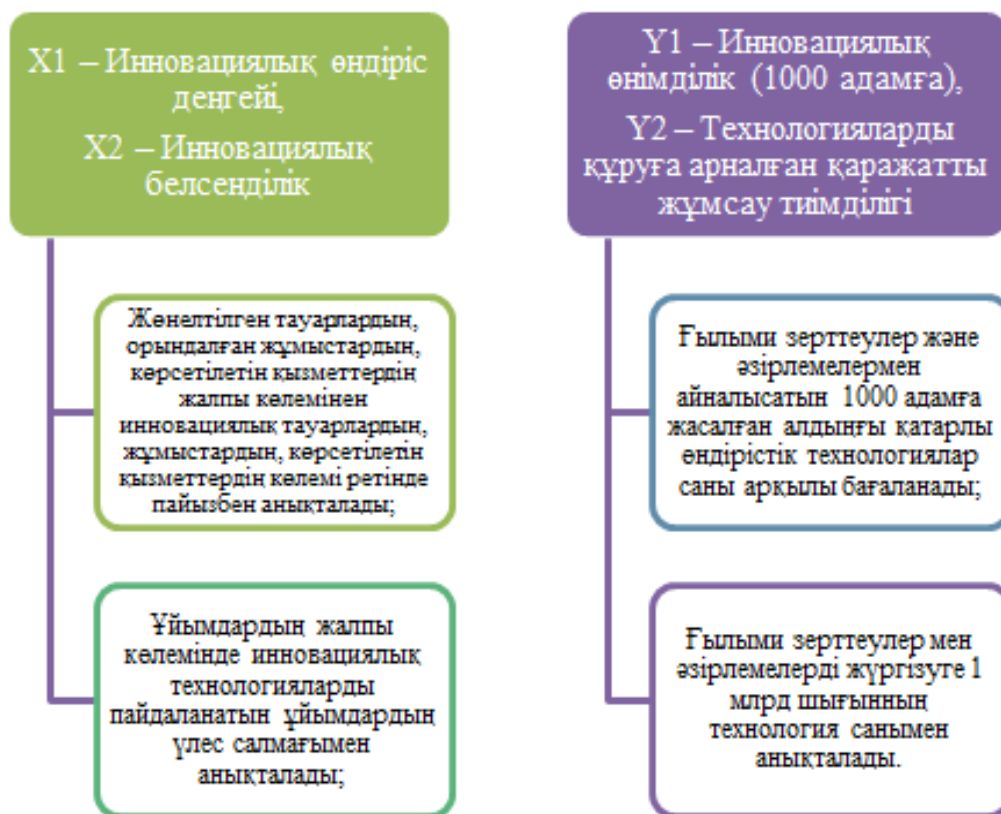 X1 – Инновациялық өндіріс
деңгейі,
X2 – Инновациялық
белсенділік
Жөнелтілген тауарлардың,
орындалған жұмыстардың,
көрсетілетін қызметтердің
жалпы көлемінен
инновациялық тауарлардың,
жұмыстардың, көрсетілетін
қызметтердің көлемі ретінде
пайызбен анықталады;
Ұйымдардың жалпы
көлемінде инновациялық
технологияларды
пайдаланатын ұйымдардың
үлес салмағымен
анықталады;
Y1 – Инновациялық
өнімділік (1000 адамға),
Y2 – Технологияларды
құруға арналған қаражатты
жұмсау тиімділігі
Ғылыми зерттеулер және
әзірлемелермен
айналысатын 1000 адамға
жасалған алдыңғы қатарлы
өндірістік технологиялар
саны арқылы бағаланады;
Ғылыми зерттеулер мен
әзірлемелерді жүргізуге 1
млрд шығынның
технология санымен
анықталады.